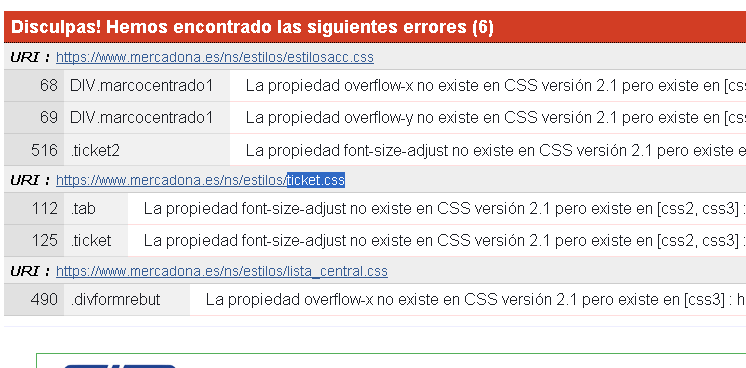 Disculpas! Hemos encontrado las siguientes errores (6)
URI : https://www.mercadona.es/ns/estilos/estilosacc.css
68 DIV.marcocentrado1 La propiedad overflow-x no existe en CSS versión 2.1 pero existe en [css
69 DIV.marcocentrado1 La propiedad overflow-y no existe en CSS versión 2.1 pero existe en [css
516 .ticket2 La propiedad font-size-adjust no existe en CSS versión 2.1 pero existe e
URI : https://www.mercadona.es/ns/estilos/ticket.css
112 .tab La propiedad font-size-adjust no existe en CSS versión 2.1 pero existe en [css2, css3] :
125 .ticket La propiedad font-size-adjust no existe en CSS versión 2.1 pero existe en [css2, css3] :
URI : https://www.mercadona.es/ns/estilos/lista_central.css
490 .divformrebut La propiedad overflow-x no existe en CSS versión 2.1 pero existe en [css3] : h